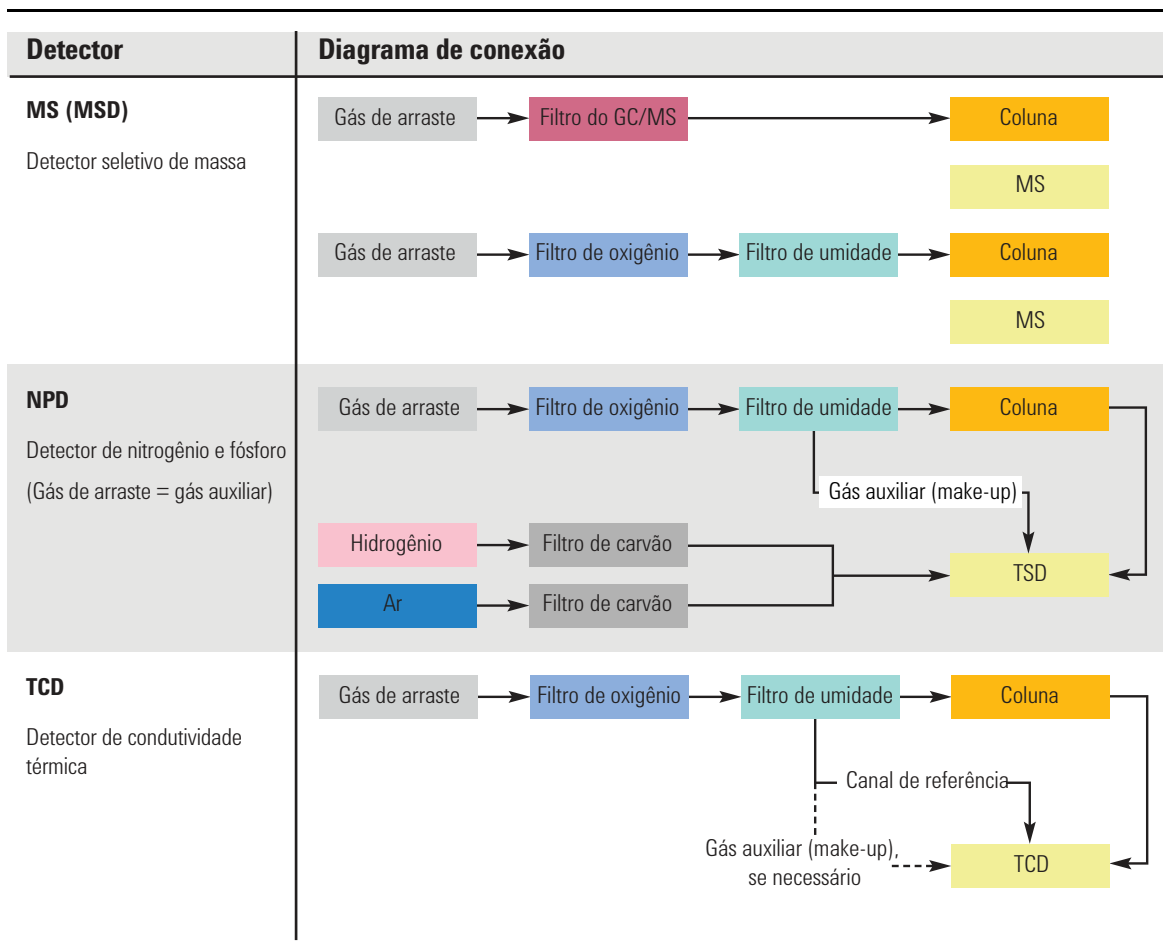 Detector
Diagrama de conexão
MS (MSD)
Detector seletivo de massa
Gás de arraste
Filtro do GC/MS
Coluna
MS
Gás de arraste
Filtro de oxigênio
Filtro de umidade
Coluna
MS
NPD
Detector de nitrogênio e fósforo
(Gás de arraste = gás auxiliar)
Gás de arraste
Filtro de oxigênio
Filtro de umidade
Coluna
Gás auxiliar (make-up)
Hidrogênio
Filtro de carvão
TSD
Ar
Filtro de carvão
TCD
Detector de condutividade
térmica
Gás de arraste
Filtro de oxigênio
Filtro de umidade
Coluna
Canal de referência
Gás auxiliar (make-up),
se necessário
TCD